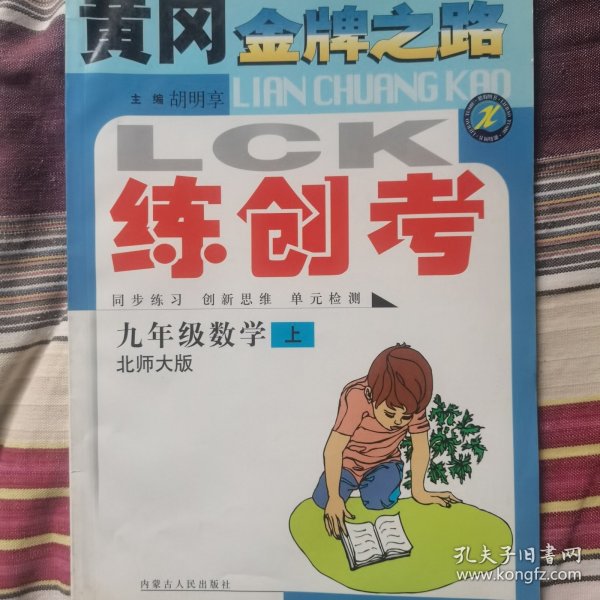 黄冈 金牌之路
主 编 胡明享
LIAN CHUANG KAO
LCK
练创考
同步练习 创新思维 单元检测
九年级数学 上
北师大版
内蒙古人民出版社
孔夫子旧书网
www.kongfz.com